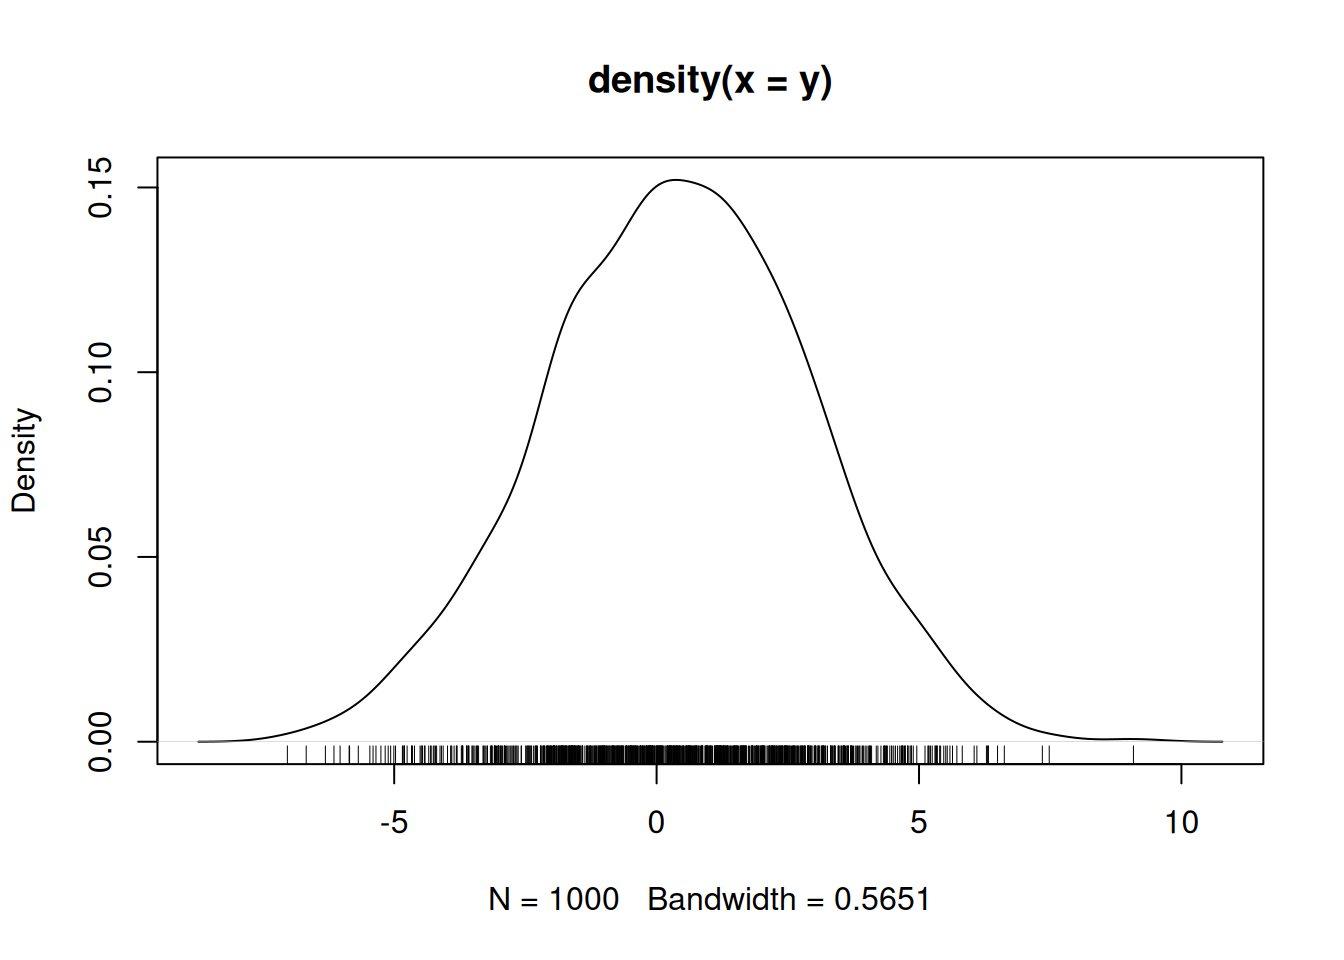 density(x = y)
Density
0.15
0.10
0.05
0.00
-5 0 5 10
N = 1000 Bandwidth = 0.5651